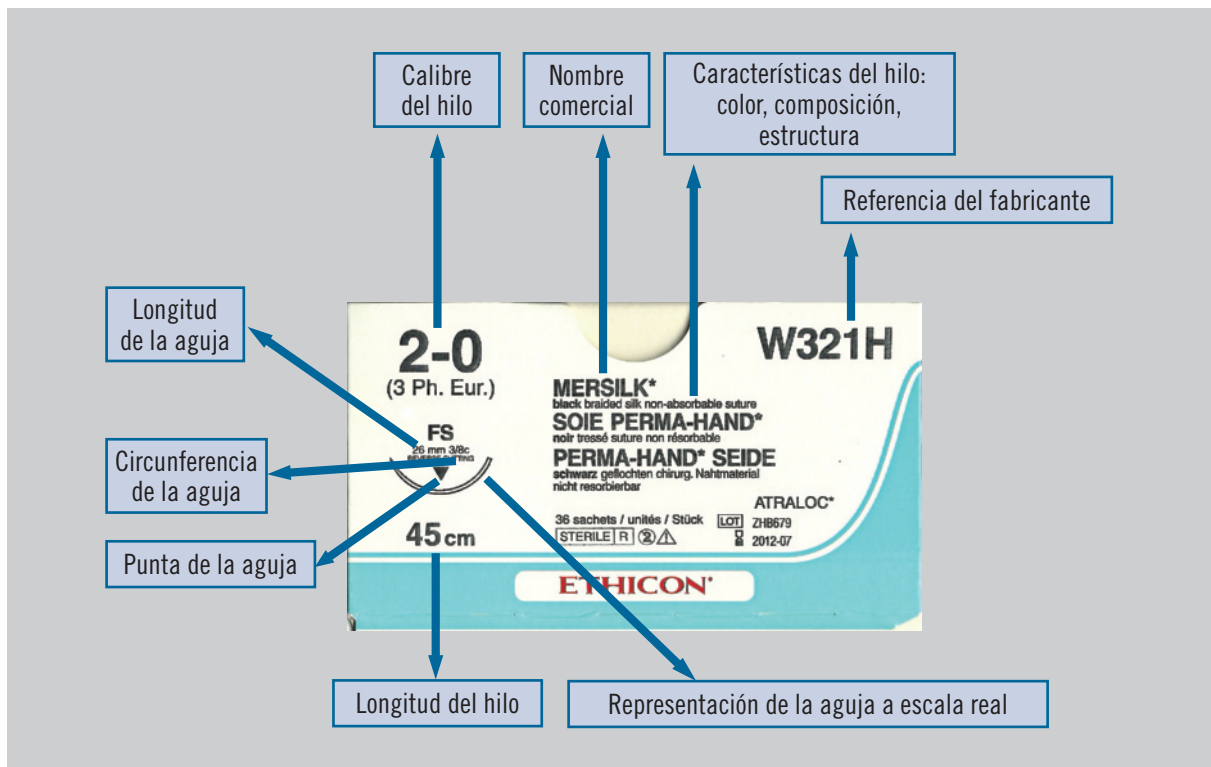 Calibre
del hilo
Nombre
comercial
Características del hilo:
color, composición,
estructura
Referencia del fabricante
Longitud
de la aguja
Circunferencia
de la aguja
Punta de la aguja
2-0
(3 Ph. Eur.)
FS
26 mm 3/8c
REVERSE CUTTING
45 cm
W321H
MERSILK*
black braided silk non-absorbable suture
SOIE PERMA-HAND*
noir tressé suture non résorbable
PERMA-HAND* SEIDE
schwarz geflochten chirurg. Nahtmaterial
nicht resorbierbar
ATRALOC*
36 sachets / unités / Stück
LOT ZHB679
STERILE R 2
2012-07
ETHICON*
Longitud del hilo
Representación de la aguja a escala real